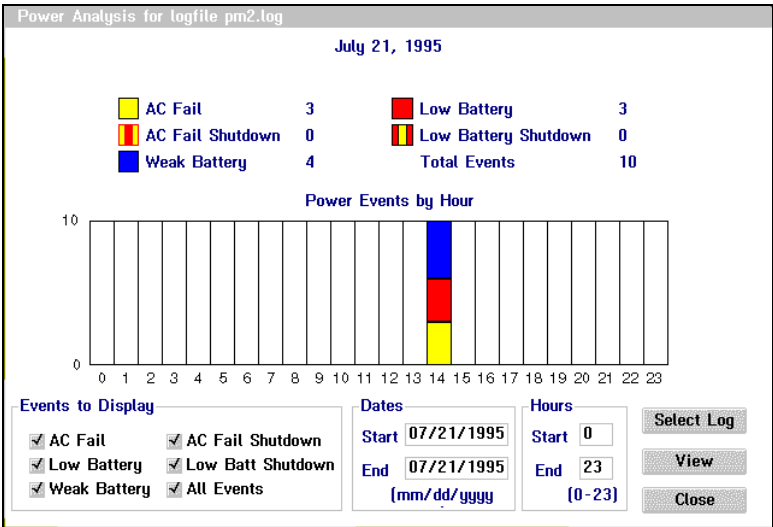 Power Analysis for logfile pm2.log
July 21, 1995
AC Fail 3 Low Battery 3
AC Fail Shutdown 0 Low Battery Shutdown 0
Weak Battery 4 Total Events 10
Power Events by Hour
10
0
0 1 2 3 4 5 6 7 8 9 10 11 12 13 14 15 16 17 18 19 20 21 22 23
Events to Display
AC Fail AC Fail Shutdown
Low Battery Low Batt Shutdown
Weak Battery All Events
Dates
Start 07/21/1995
End 07/21/1995
(mm/dd/yyyy
Hours
Start 0
End 23
(0-23)
Select Log
View
Close